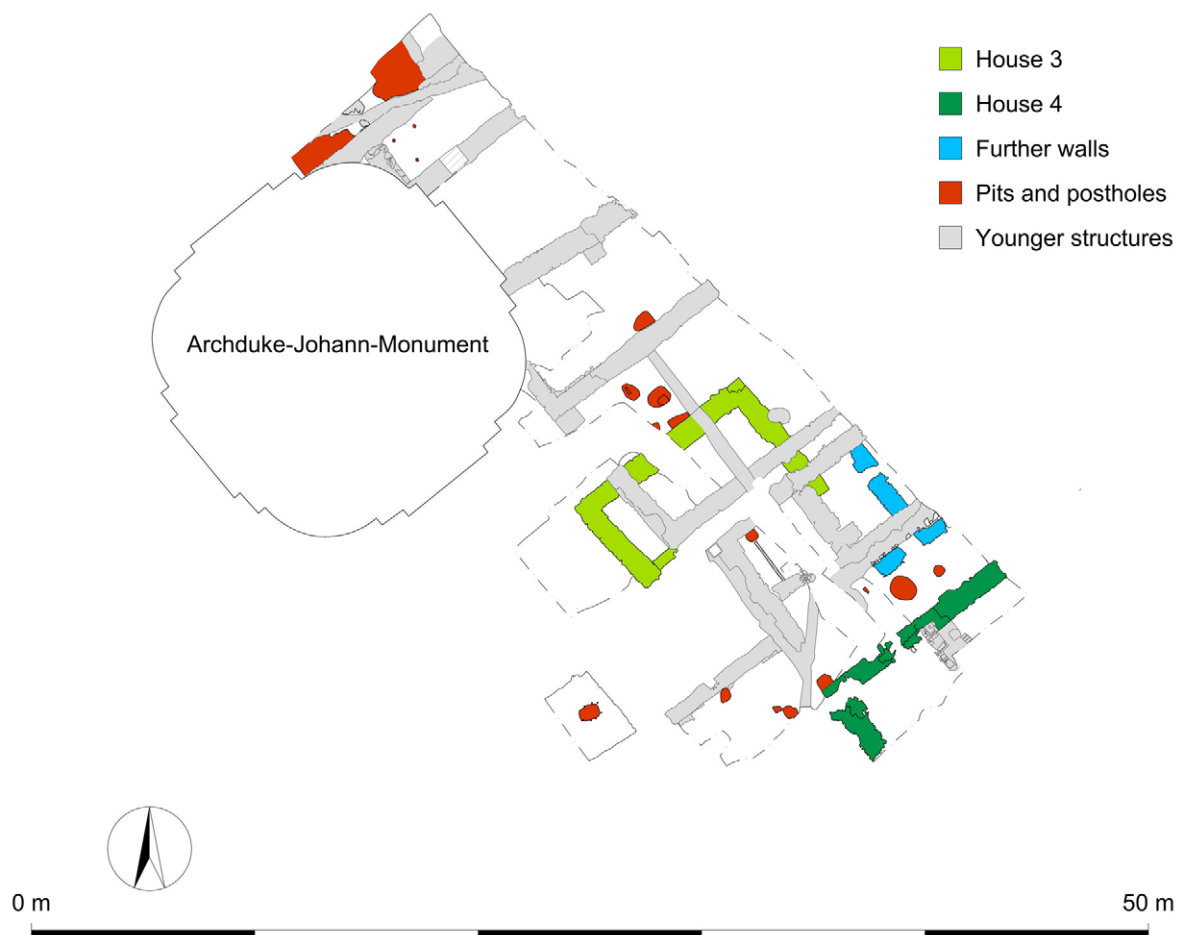 House 3
House 4
Further walls
Pits and postholes
Younger structures
Archduke-Johann-Monument
0 m
50 m